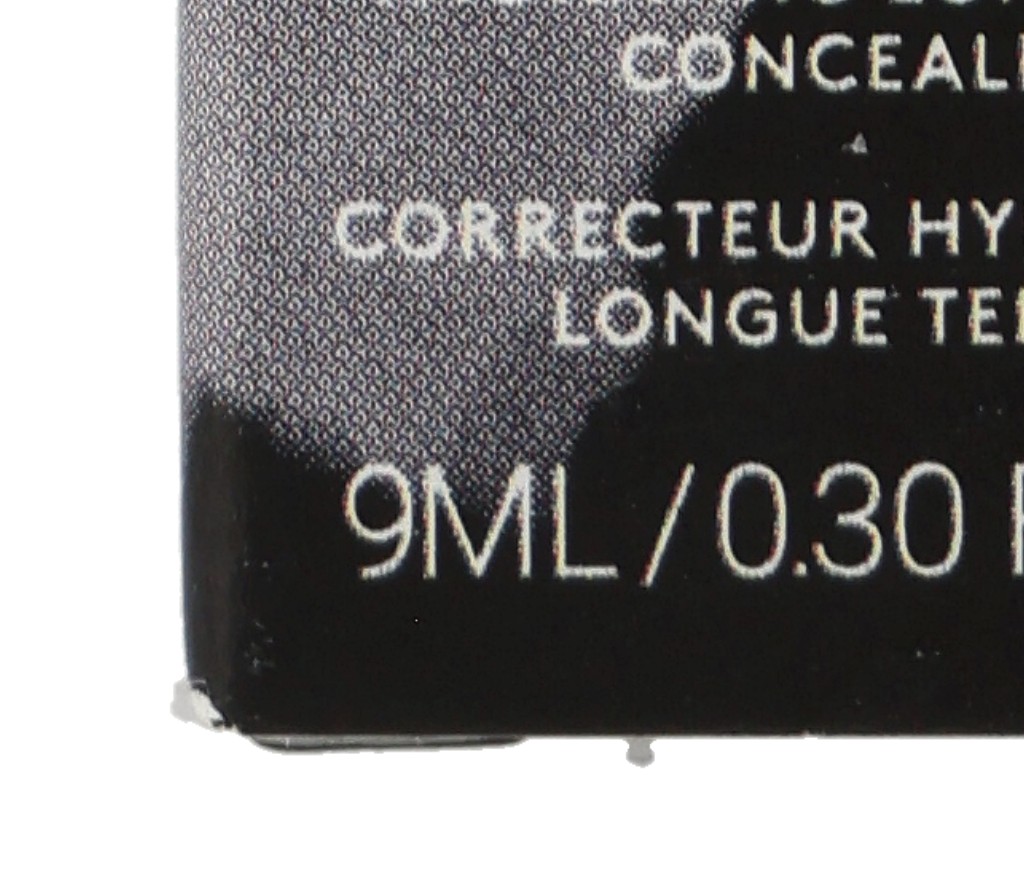 CONCEAL
CORRECTEUR HY
LONGUE TE
9ML / 0.30